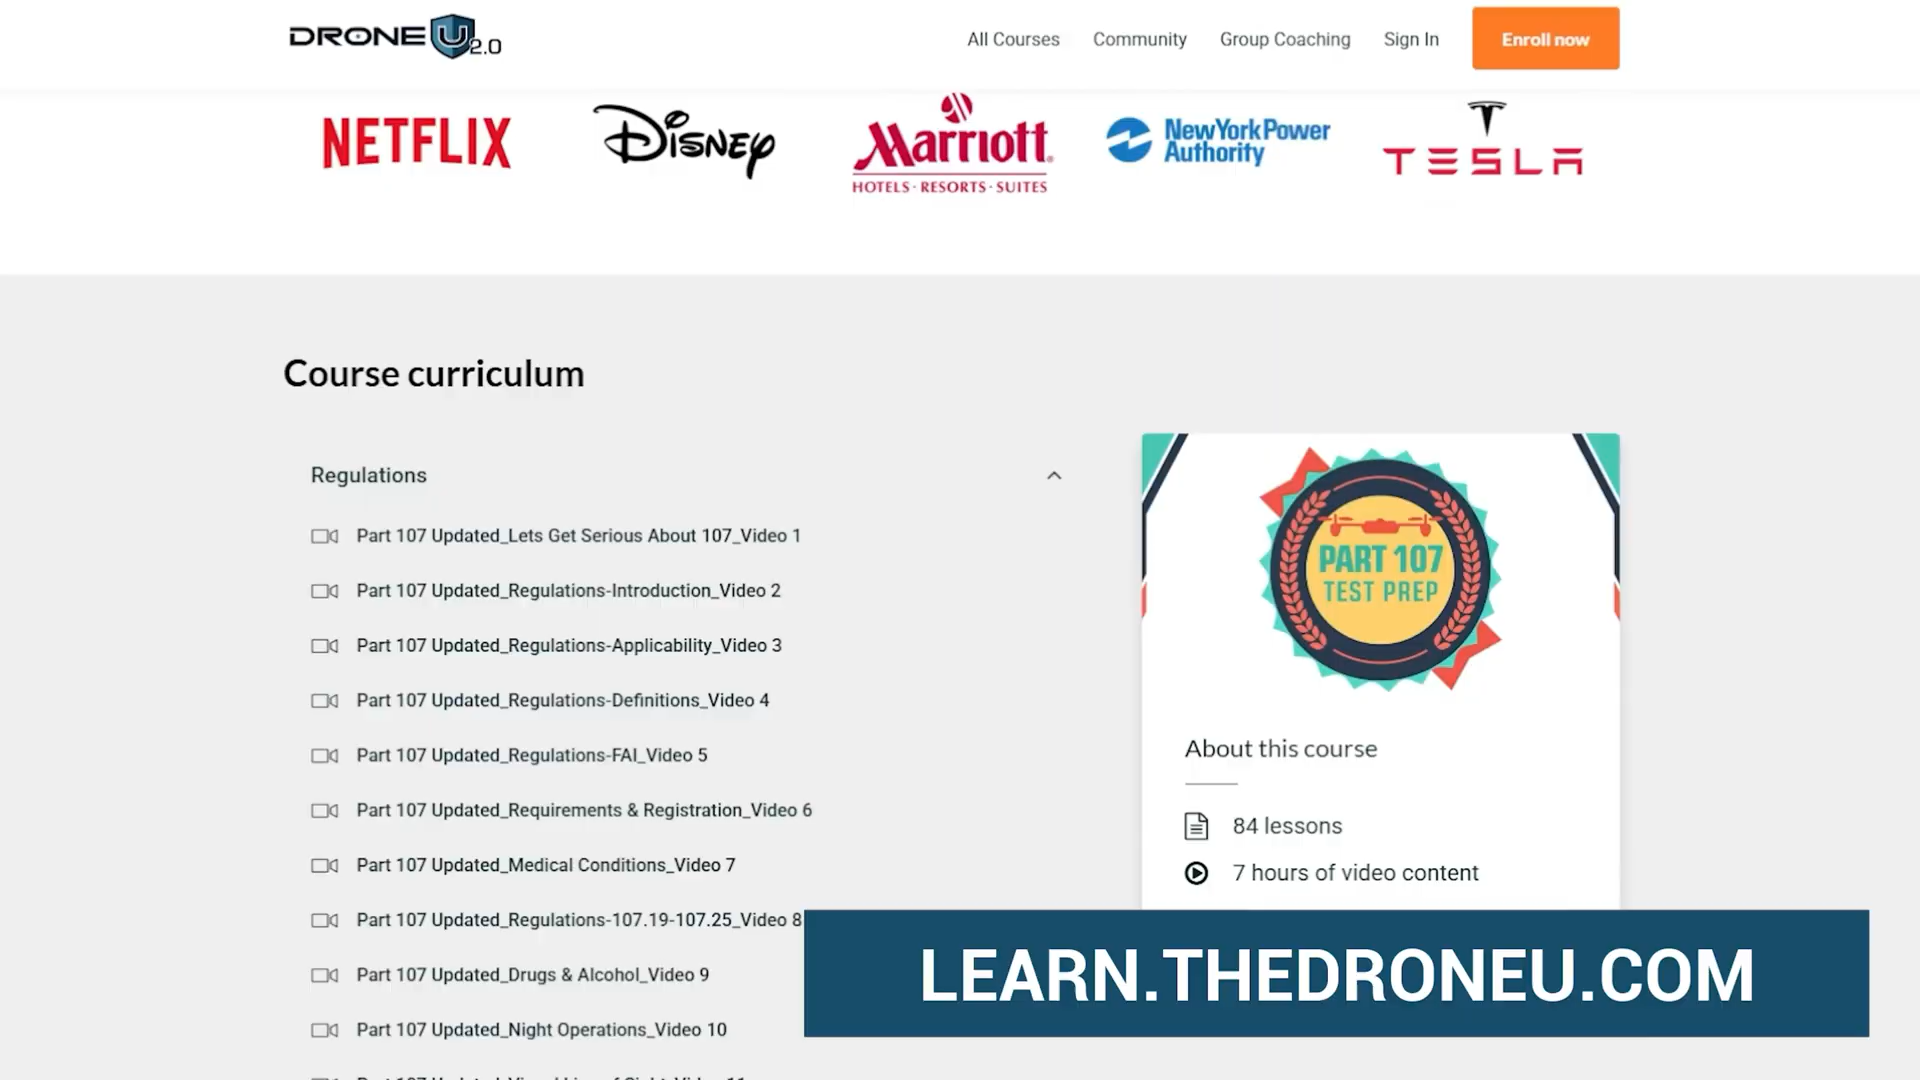 DRONE U 2.0
All Courses
Community
Group Coaching
Sign In
Enroll now
NETFLIX
Disney
Marriott
HOTELS · RESORTS · SUITES
NewYorkPower
Authority
TESLA
Course curriculum
Regulations
Part 107 Updated_Lets Get Serious About 107_Video 1
Part 107 Updated_Regulations-Introduction_Video 2
Part 107 Updated_Regulations-Applicability_Video 3
Part 107 Updated_Regulations-Definitions_Video 4
Part 107 Updated_Regulations-FAI_Video 5
Part 107 Updated_Requirements & Registration_Video 6
Part 107 Updated_Medical Conditions_Video 7
Part 107 Updated_Regulations-107.19-107.25_Video 8
Part 107 Updated_Drugs & Alcohol_Video 9
Part 107 Updated_Night Operations_Video 10
PART 107
TEST PREP
About this course
84 lessons
7 hours of video content
LEARN.THEDRONEU.COM